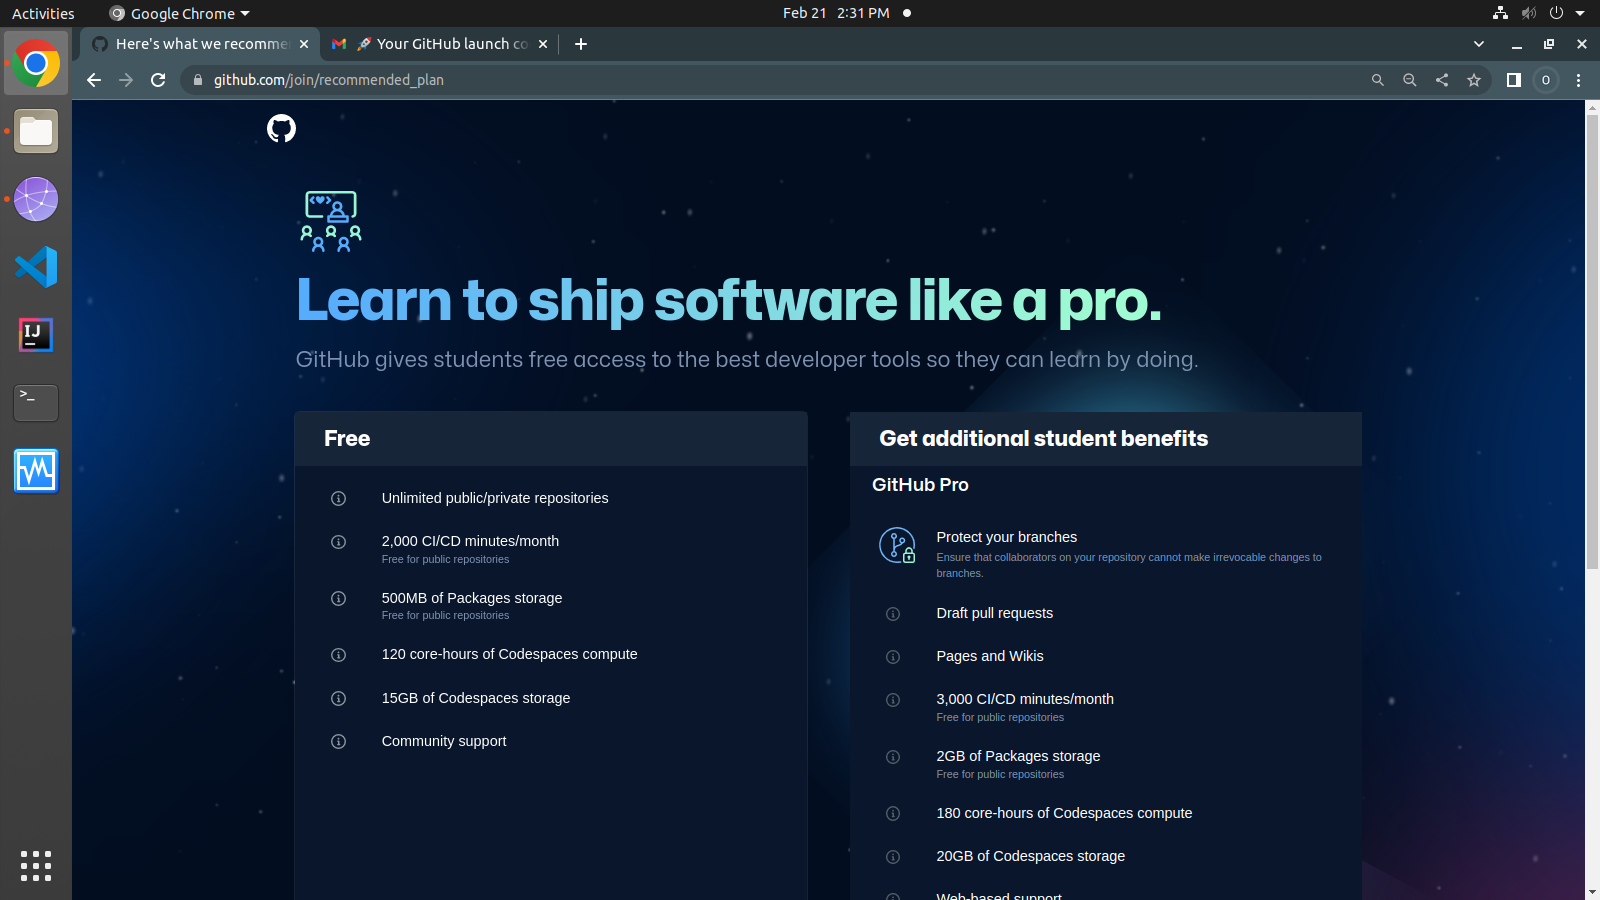 Activities
Google Chrome
Feb 21 2:31 PM
Here's what we recomme
Your GitHub launch co
github.com/join/recommended_plan
O
IJ
>_
Learn to ship software like a pro.
GitHub gives students free access to the best developer tools so they can learn by doing.
Free
Unlimited public/private repositories
2,000 CI/CD minutes/month
Free for public repositories
500MB of Packages storage
Free for public repositories
120 core-hours of Codespaces compute
15GB of Codespaces storage
Community support
Get additional student benefits
GitHub Pro
Protect your branches
Ensure that collaborators on your repository cannot make irrevocable changes to
branches.
Draft pull requests
Pages and Wikis
3,000 CI/CD minutes/month
Free for public repositories
2GB of Packages storage
Free for public repositories
180 core-hours of Codespaces compute
20GB of Codespaces storage
Web-based support